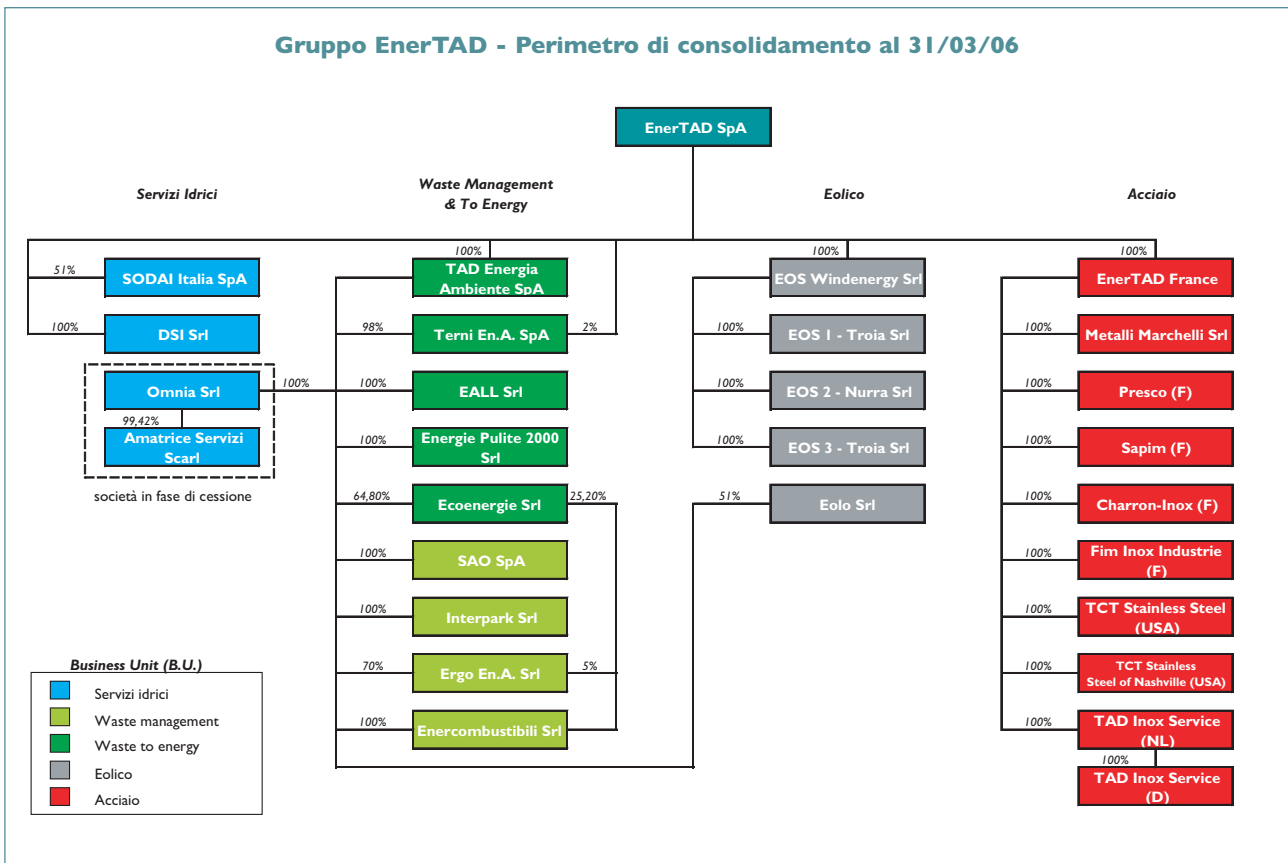 Gruppo EnerTAD - Perimetro di consolidamento al 31/03/06
EnerTAD SpA
Servizi Idrici
51%
SODAI Italia SpA
100%
DSI Srl
Omnia Srl
100%
99,42%
Amatrice Servizi
Scarl
società in fase di cessione
Waste Management
& To Energy
100%
TAD Energia
Ambiente SpA
98%
Terni En.A. SpA
2%
100%
EALL Srl
100%
Energie Pulite 2000
Srl
64,80%
Ecoenergie Srl
25,20%
100%
SAO SpA
100%
Interpark Srl
70%
Ergo En.A. Srl
5%
100%
Enercombustibili Srl
Eolico
100%
EOS Windenergy Srl
100%
EOS 1 - Troia Srl
100%
EOS 2 - Nurra Srl
100%
EOS 3 - Troia Srl
51%
Eolo Srl
Acciaio
100%
EnerTAD France
100%
Metalli Marchelli Srl
100%
Presco (F)
100%
Sapim (F)
100%
Charron-Inox (F)
100%
Fim Inox Industrie
(F)
100%
TCT Stainless Steel
(USA)
100%
TCT Stainless
Steel of Nashville (USA)
100%
TAD Inox Service
(NL)
100%
TAD Inox Service
(D)
Business Unit (B.U.)
Servizi idrici
Waste management
Waste to energy
Eolico
Acciaio